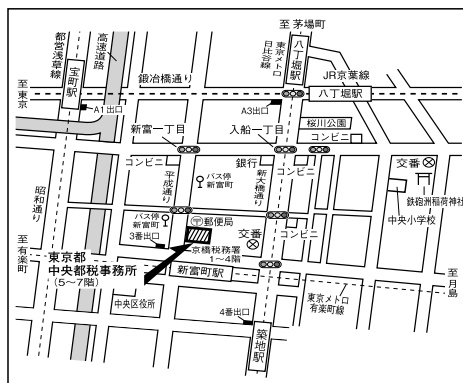 至 茅場町
都営浅草線
高速道路
宝町駅
東京メトロ
日比谷線
八丁堀駅
JR京葉線
鍛冶橋通り
至東京
八丁堀駅
A1出口
A3出口
桜川公園
コンビニ
新富一丁目
入船一丁目
交番
コンビニ
平成通り
バス停
新富町
銀行
新大橋通り
コンビニ
鉄砲洲稲荷神社
中央小学校
昭和通り
バス停
新富町
郵便局
3番出口
交番
コンビニ
京橋税務署
1〜4階
至有楽町
東京都
中央都税事務所
(5〜7階)
新富町駅
至月島
中央区役所
東京メトロ
有楽町線
4番出口
築地駅